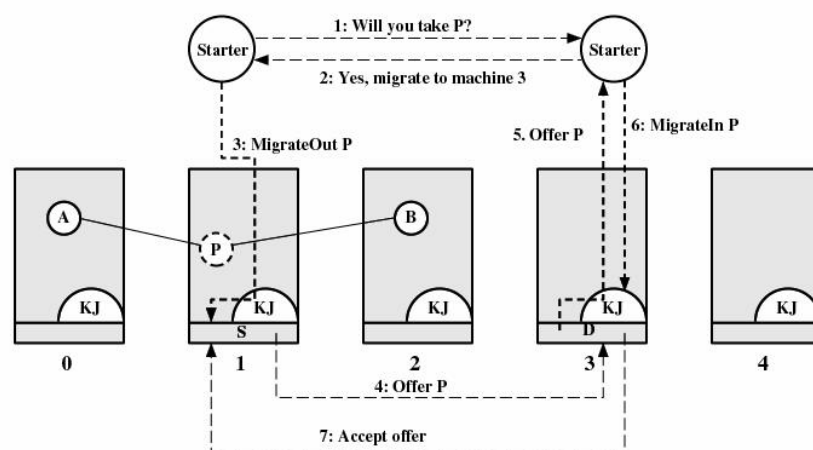 1: Will you take P?
Starter
Starter
2: Yes, migrate to machine 3
3: MigrateOut P
5. Offer P
6: MigrateIn P
A
P
B
KJ
KJ
KJ
KJ
KJ
S
D
0
1
2
3
4
4: Offer P
7: Accept offer